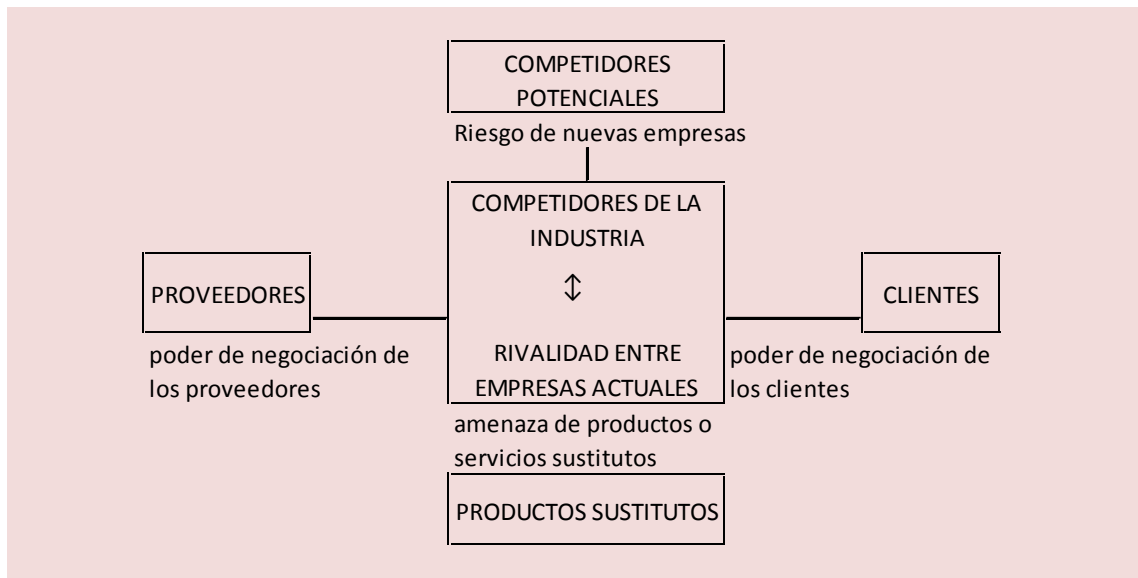 COMPETIDORES
POTENCIALES
Riesgo de nuevas empresas
COMPETIDORES DE LA
INDUSTRIA
↕
PROVEEDORES
CLIENTES
RIVALIDAD ENTRE
EMPRESAS ACTUALES
poder de negociación de
los proveedores
poder de negociación de
los clientes
amenaza de productos o
servicios sustitutos
PRODUCTOS SUSTITUTOS